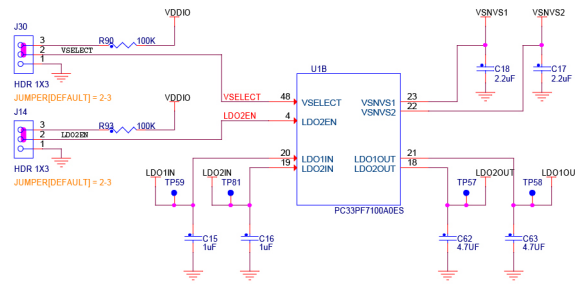 VDDIO
VSNVS1
VSNVS2
J30
3
2
1
R90
100K
VSELECT
HDR 1X3
JUMPER[DEFAULT] = 2-3
C18
2.2uF
C17
2.2uF
U1B
VDDIO
J14
3
2
1
R93
100K
LDO2EN
HDR 1X3
JUMPER[DEFAULT] = 2-3
VSELECT
48
VSELECT
LDO2EN
4
LDO2EN
VSNVS1
23
VSNVS2
22
20
LDO1IN
19
LDO2IN
LDO1OUT
21
LDO2OUT
18
PC33PF7100A0ES
LDO1IN
TP59
LDO2IN
TP81
TP57
LDO2OUT
TP58
LDO1OU
C15
1uF
C16
1uF
C62
4.7UF
C63
4.7UF